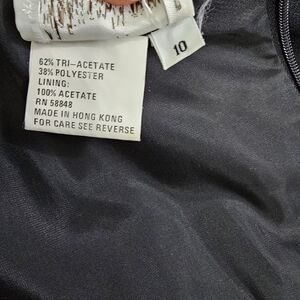 10
62% TRI-ACETATE
38% POLYESTER
LINING:
100% ACETATE
RN 58848
MADE IN HONG KONG
FOR CARE SEE REVERSE